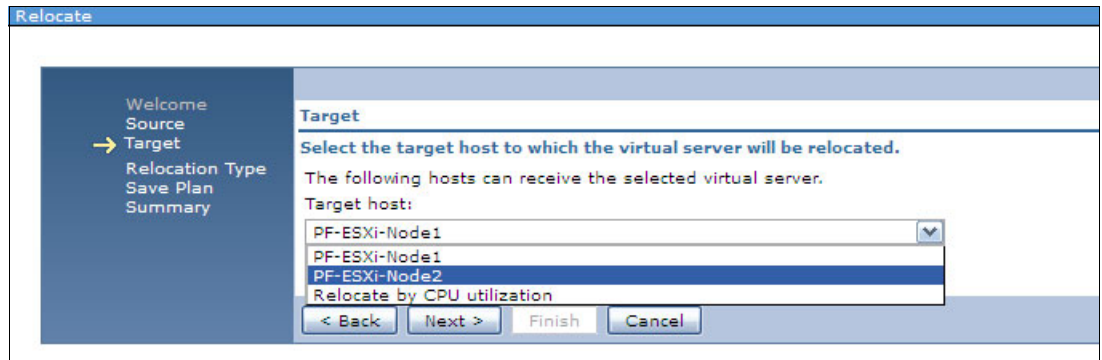 Relocate
Welcome
Source
Target
Relocation Type
Save Plan
Summary
Target
Select the target host to which the virtual server will be relocated.
The following hosts can receive the selected virtual server.
Target host:
PF-ESXi-Node1
PF-ESXi-Node1
PF-ESXi-Node2
Relocate by CPU utilization
< Back Next > Finish Cancel